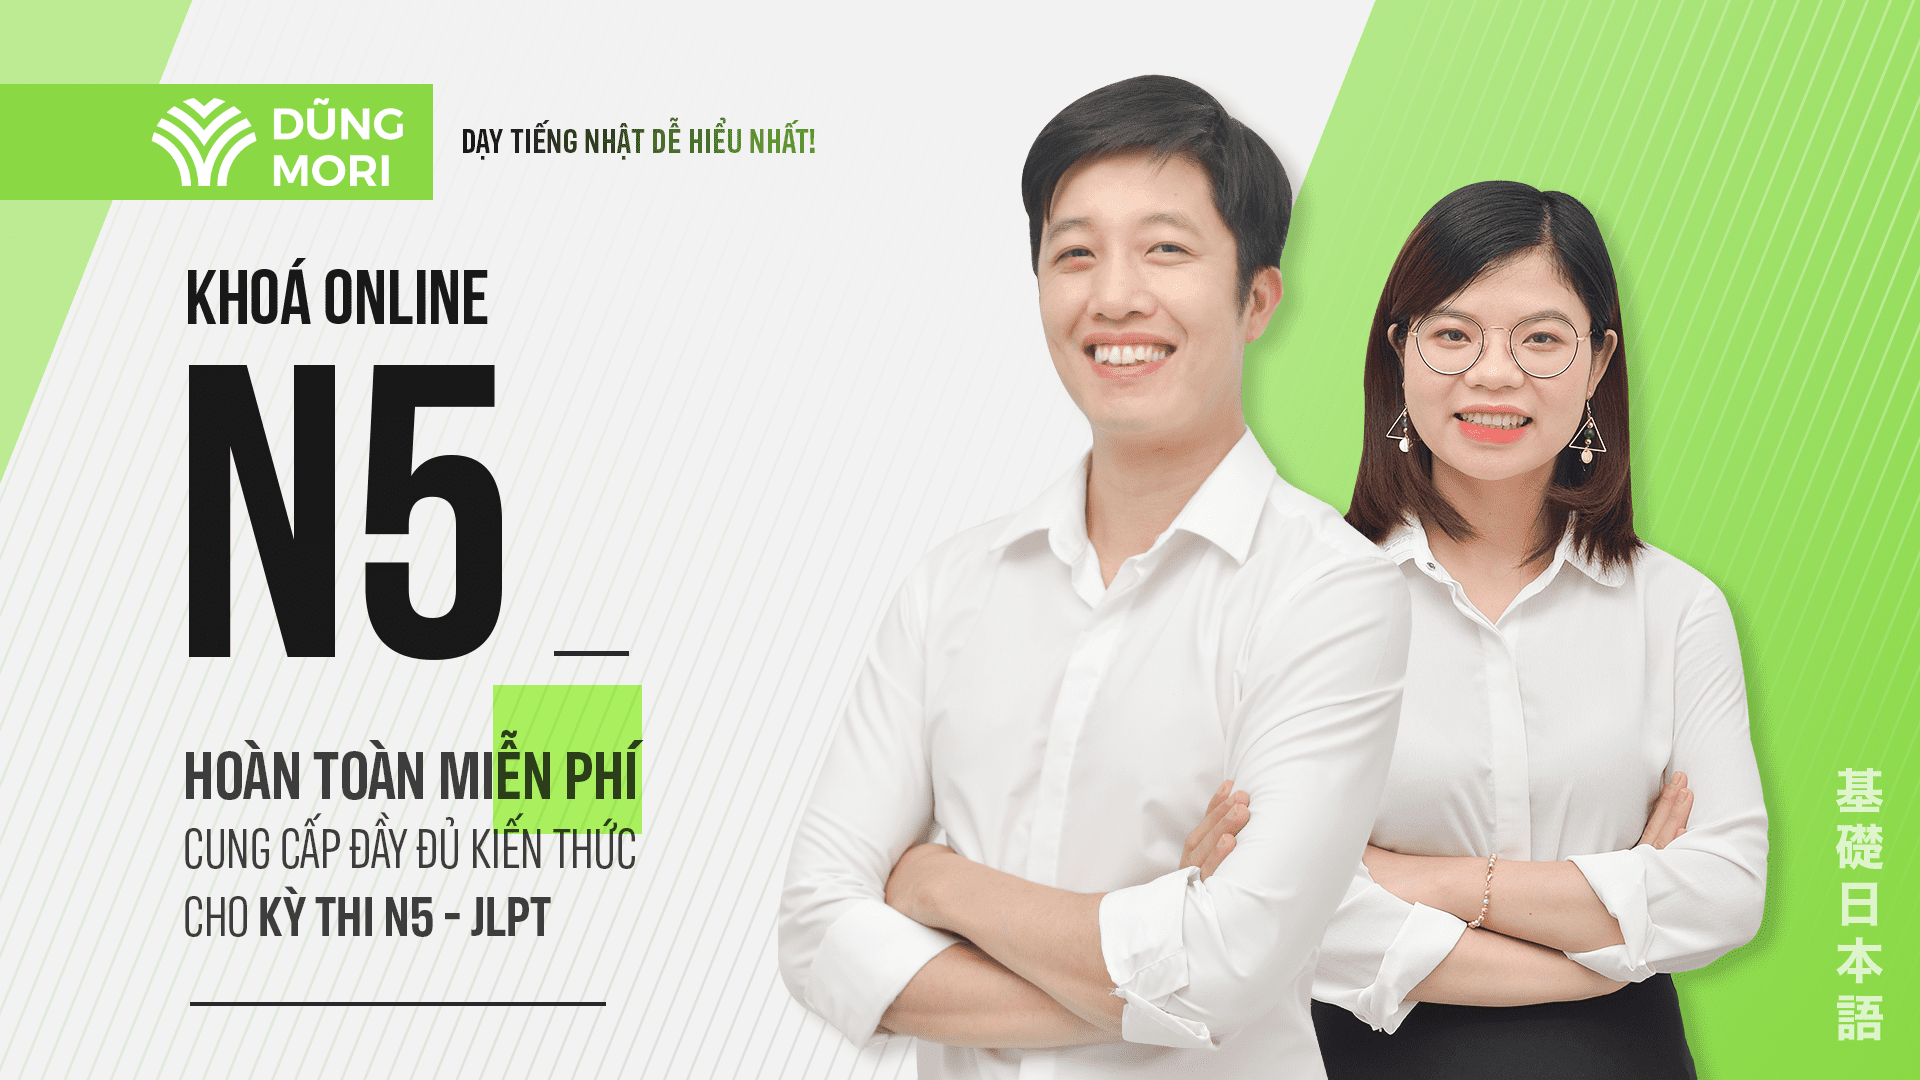 DŨNG
MORI
DẠY TIẾNG NHẬT DỄ HIỂU NHẤT!
KHOÁ ONLINE
N5
HOÀN TOÀN MIỄN PHÍ
CUNG CẤP ĐẦY ĐỦ KIẾN THỨC
CHO KỲ THI N5 - JLPT
基礎日本語